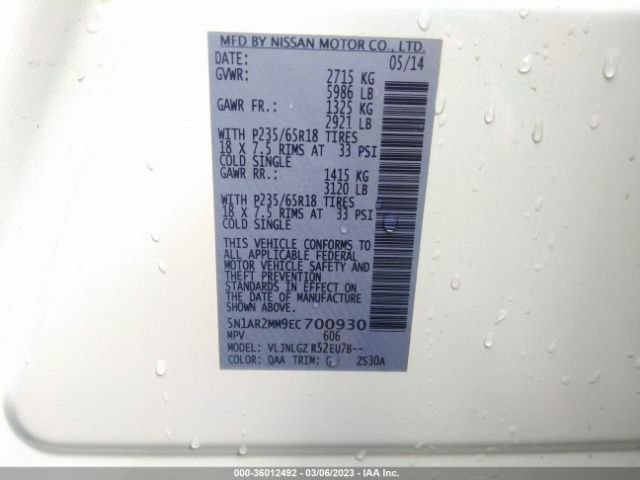 MFD BY NISSAN MOTOR CO., LTD.
DATE: 05/14
GVWR: 2715 KG
5986 LB
GAWR FR.: 1325 KG
2921 LB
WITH P235/65R18 TIRES
18 X 7.5 RIMS AT 33 PSI
COLD SINGLE
GAWR RR.: 1415 KG
3120 LB
WITH P235/65R18 TIRES
18 X 7.5 RIMS AT 33 PSI
COLD SINGLE
THIS VEHICLE CONFORMS TO
ALL APPLICABLE FEDERAL
MOTOR VEHICLE SAFETY AND
THEFT PREVENTION
STANDARDS IN EFFECT ON
THE DATE OF MANUFACTURE
SHOWN ABOVE.
5N1AR2MM9EC700930
MPV 606
MODEL: VLJNLGZ R52EU7B--
COLOR: QAA TRIM: G ZS30A
000-36012492 - 03/06/2023 - IAA Inc.